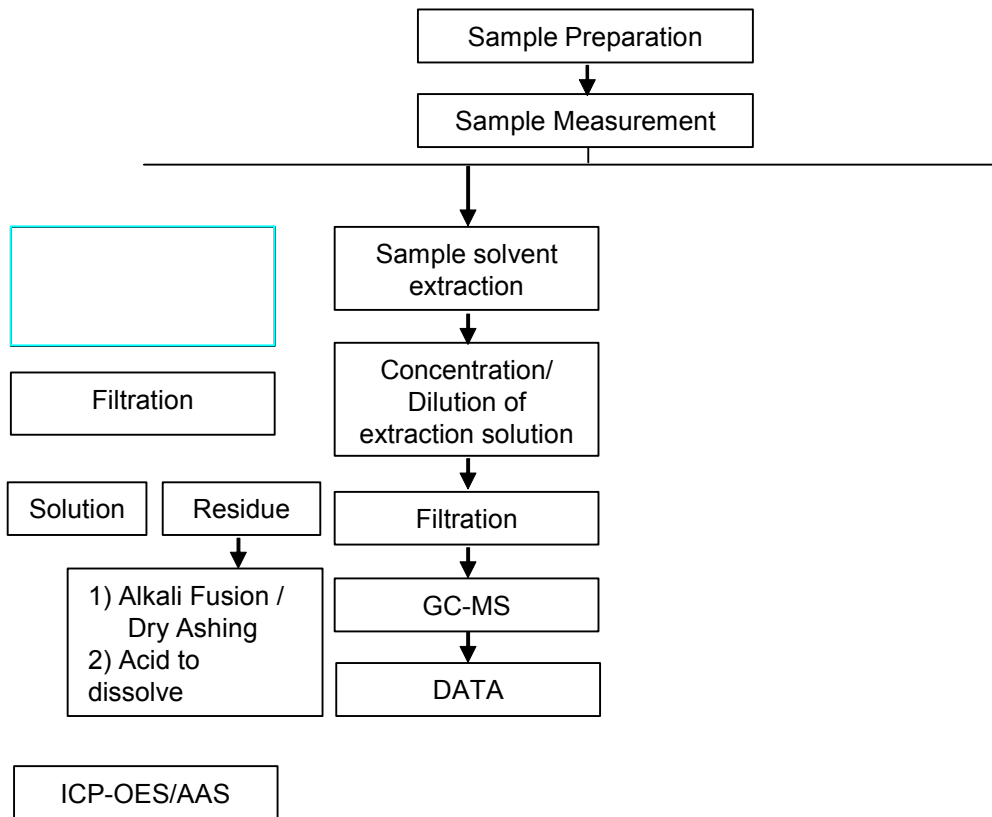 Sample Preparation
Sample Measurement
Sample solvent
extraction
Concentration/
Dilution of
extraction solution
Filtration
Filtration
Solution
Residue
1) Alkali Fusion /
Dry Ashing
2) Acid to
dissolve
GC-MS
DATA
ICP-OES/AAS